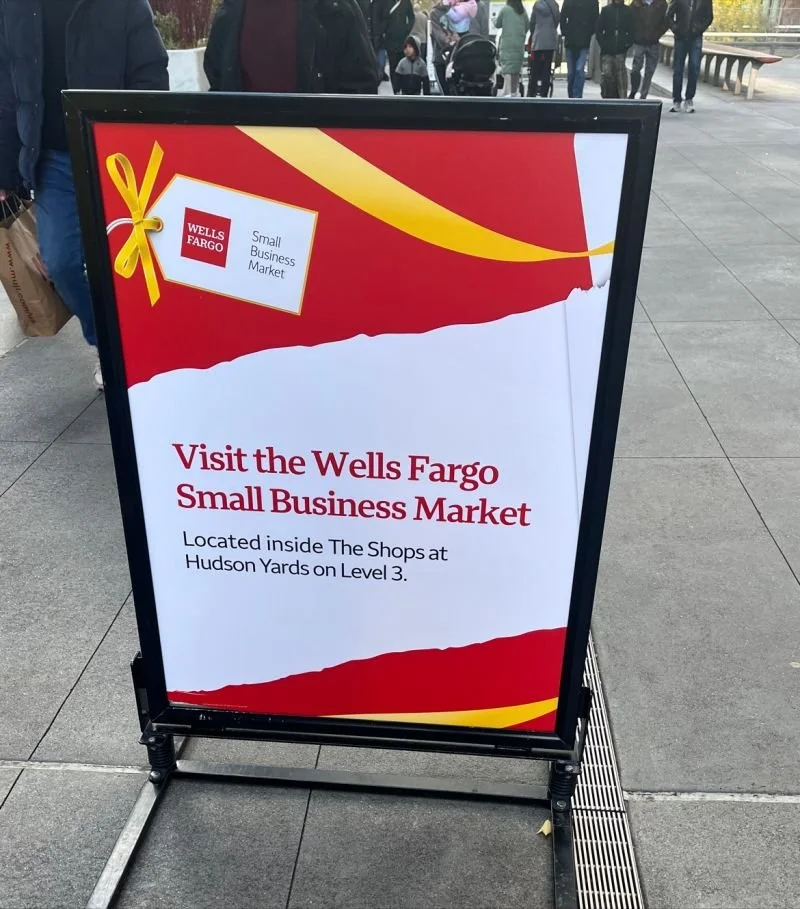 WELLS
FARGO
Small
Business
Market
Visit the Wells Fargo
Small Business Market
Located inside The Shops at
Hudson Yards on Level 3.